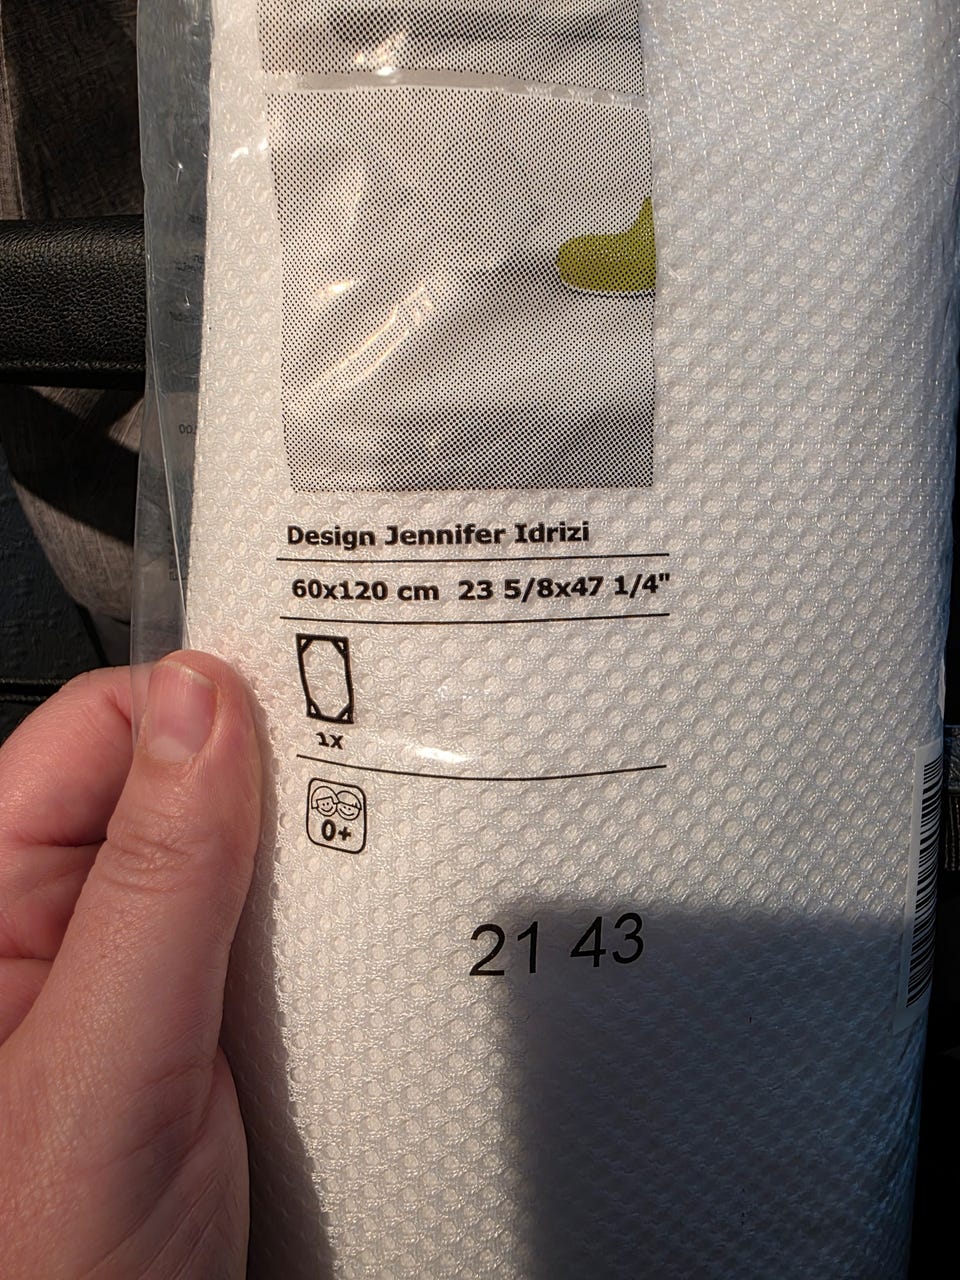 Design Jennifer Idrizi
60x120 cm 23 5/8x47 1/4"
1x
0+
21 43